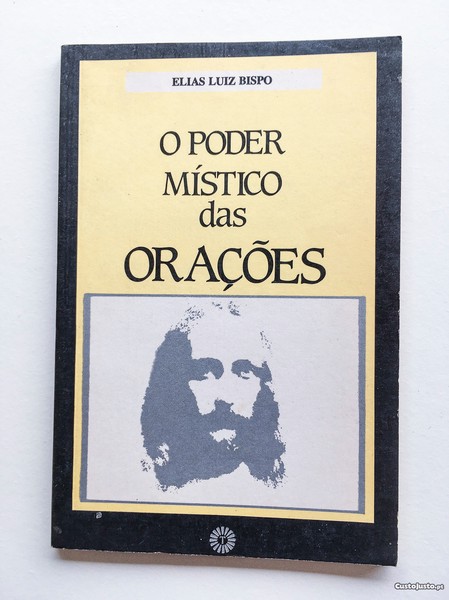 ELIAS LUIZ BISPO
O PODER
MÍSTICO
das
ORAÇÕES
CustoJusto.pt